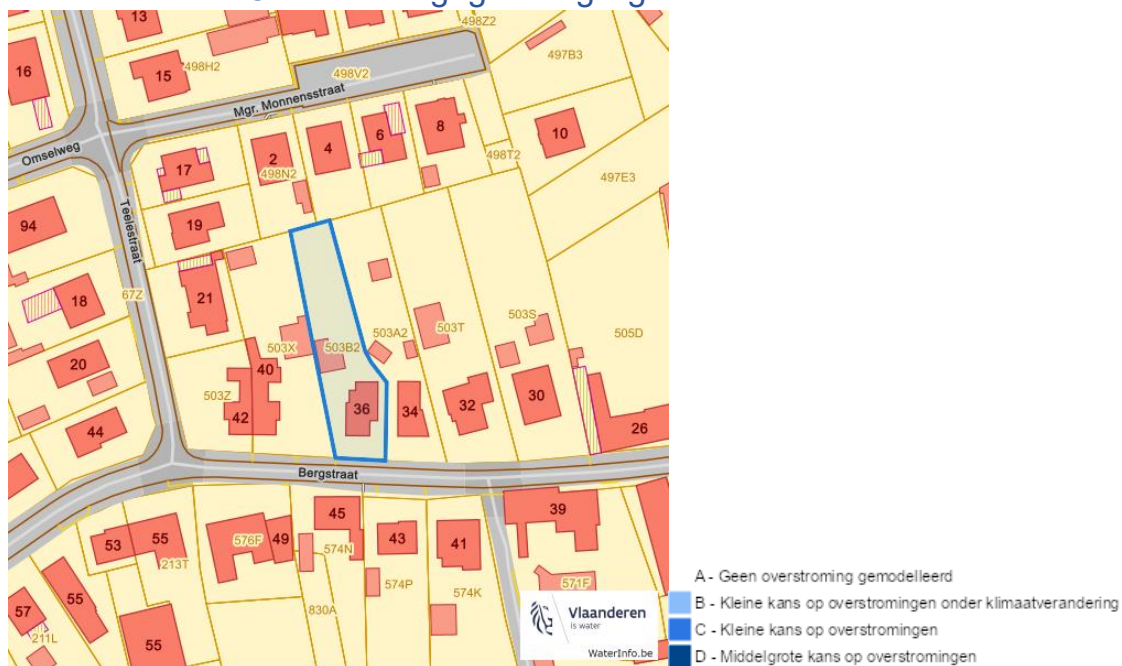 13
498Z2
16
15
498H2
498V2
497B3
Mgr. Monnensstraat
Omselweg
17
2
498N2
4
6
8
10
498T2
497E3
94
Teelestraat
19
67Z
18
21
20
503X
503B2
503A2
503T
503S
505D
40
503Z
42
36
34
32
30
26
44
Bergstraat
53
55
213T
576F
49
45
574N
43
41
39
574P
574K
571F
830A
57
55
211L
55
Vlaanderen
is water
WaterInfo.be
A - Geen overstroming gemodelleerd
B - Kleine kans op overstromingen onder klimaatverandering
C - Kleine kans op overstromingen
D - Middelgrote kans op overstromingen